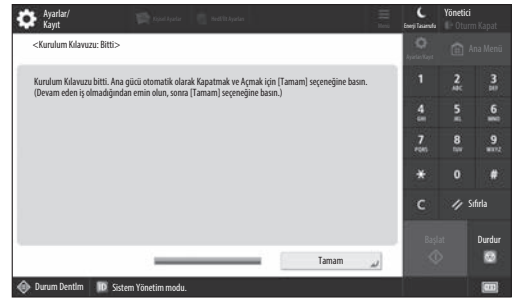 Ayarlar/
Kayıt
Yönetici
Enerji Tasarrufu
Oturum Kapat
<Kurulum Kılavuzu: Bitti>
Ana Menü
Kurulum Kılavuzu bitti. Ana gücü otomatik olarak Kapatmak ve Açmak için [Tamam] seçeneğine basın.
(Devam eden iş olmadığından emin olun, sonra [Tamam] seçeneğine basın.)
1
2
ABC
3
DEF
4
GHI
5
JKL
6
MNO
7
PQRS
8
TUV
9
WXYZ
*
0
#
C
Sıfırla
Başlat
Durdur
Tamam
Durum Dentlm
ID
Sistem Yönetim modu.